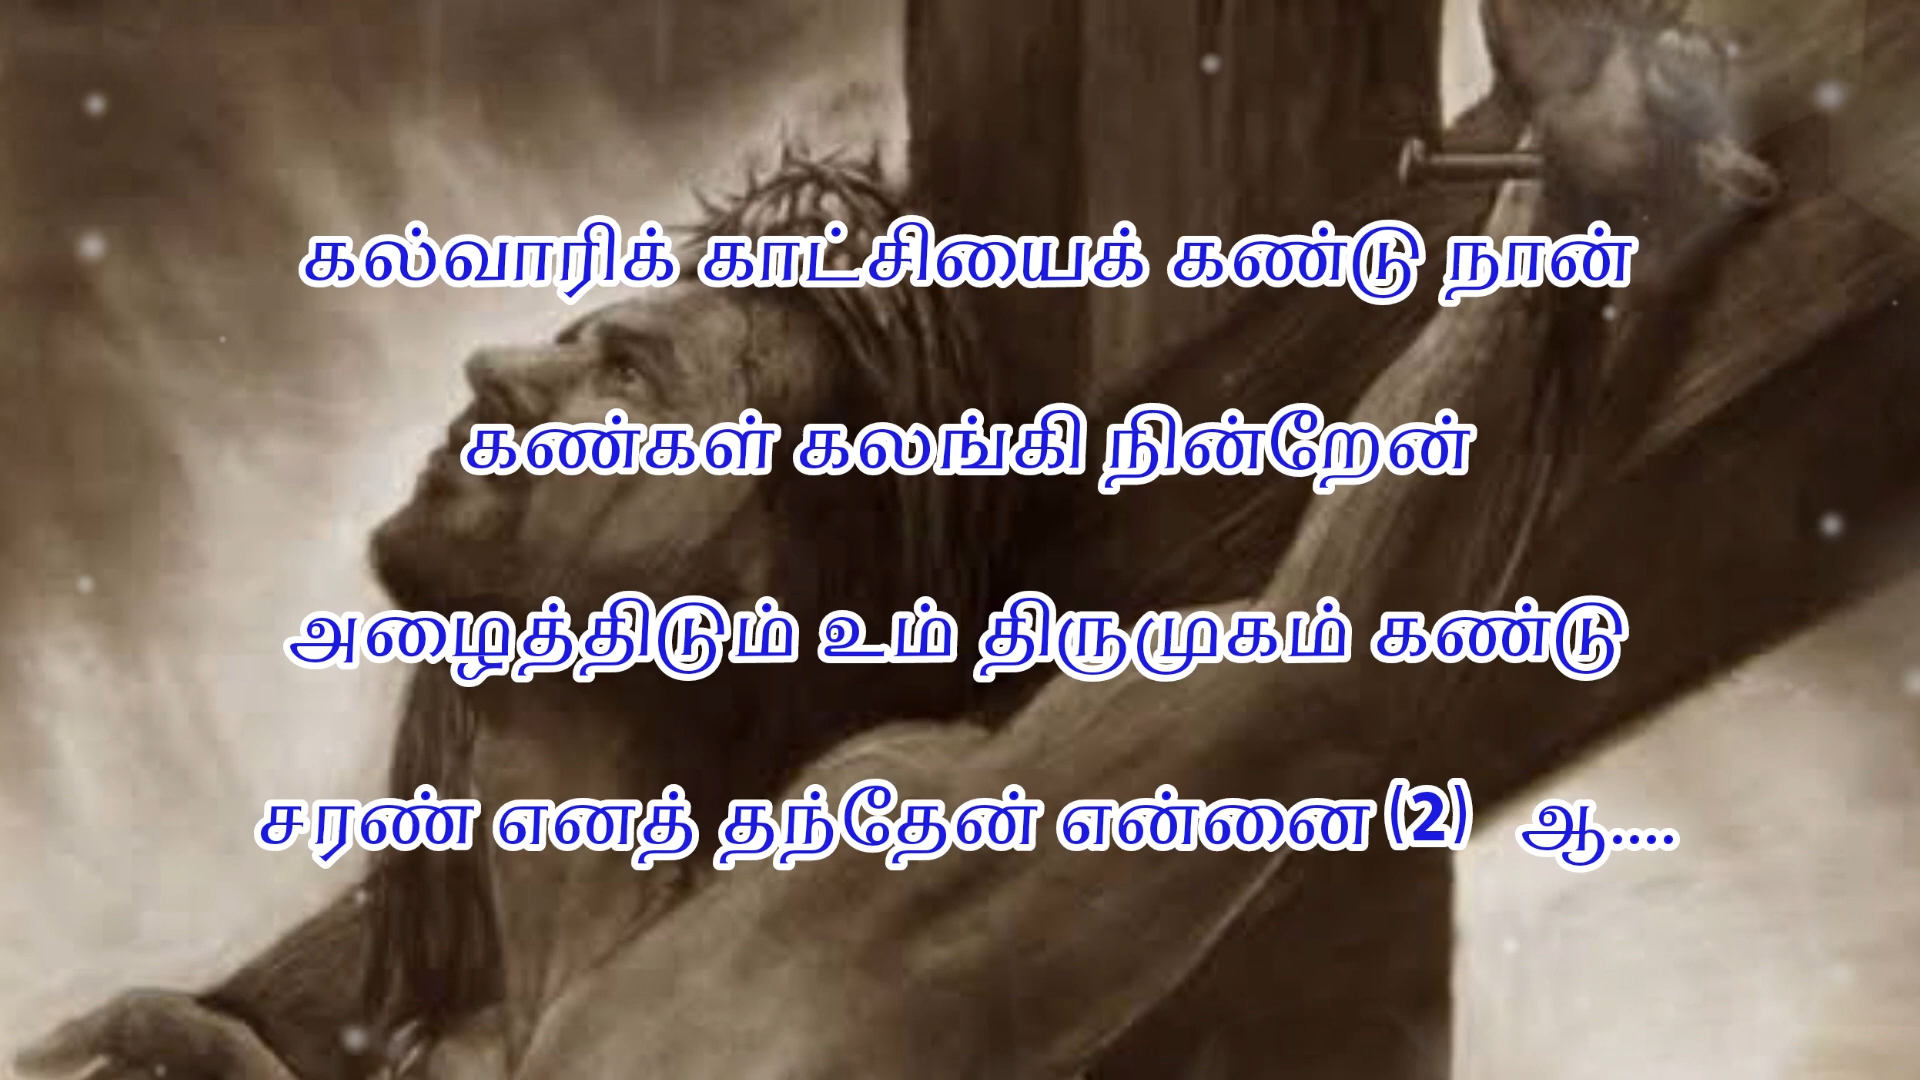 கல்வாரிக் காட்சியைக் கண்டு நான்
கண்கள் கலங்கி நின்றேன்
அழைத்திடும் உம் திருமுகம் கண்டு
சரண் எனத் தந்தேன் என்னை (2) ஆ....